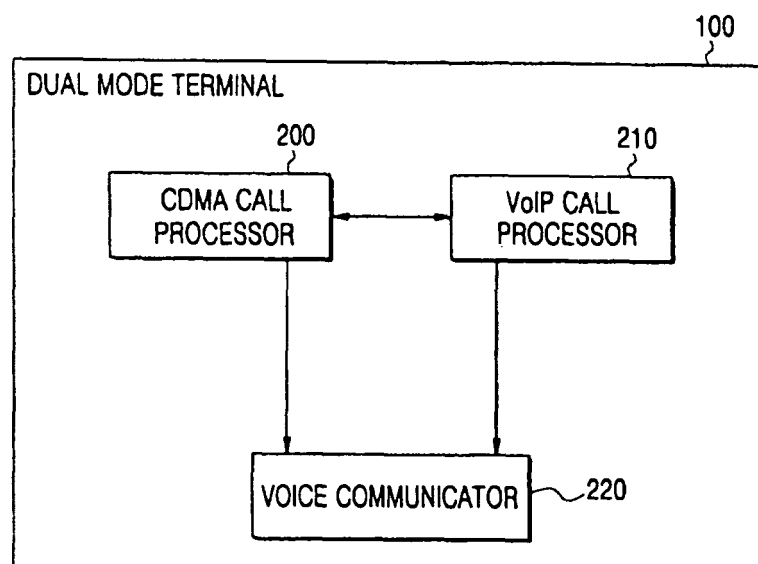 100
DUAL MODE TERMINAL
200
210
CDMA CALL
PROCESSOR
VoIP CALL
PROCESSOR
VOICE COMMUNICATOR
220